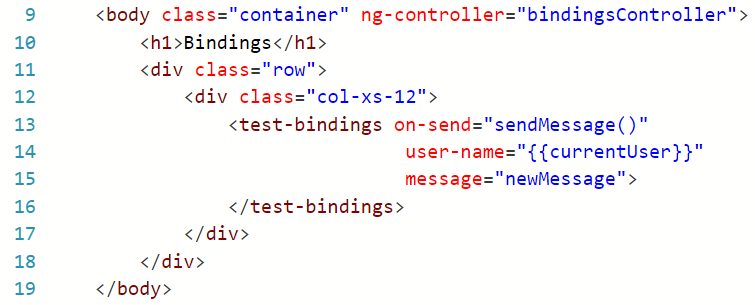 9 <body class="container" ng-controller="bindingsController">
10 <h1>Bindings</h1>
11 <div class="row">
12 <div class="col-xs-12">
13 <test-bindings on-send="sendMessage()"
14 user-name="{{currentUser}}"
15 message="newMessage">
16 </test-bindings>
17 </div>
18 </div>
19 </body>